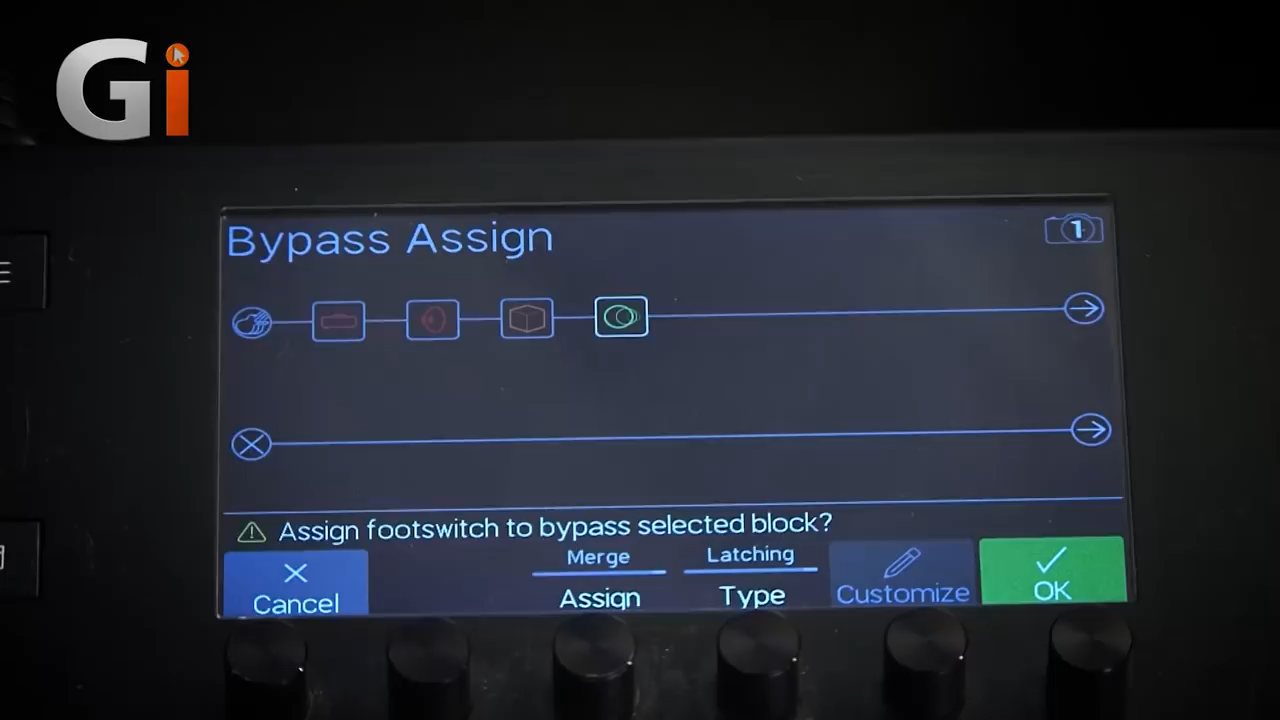 Gi
Bypass Assign
1
Assign footswitch to bypass selected block?
Merge
Latching
Cancel
Assign
Type
Customize
OK